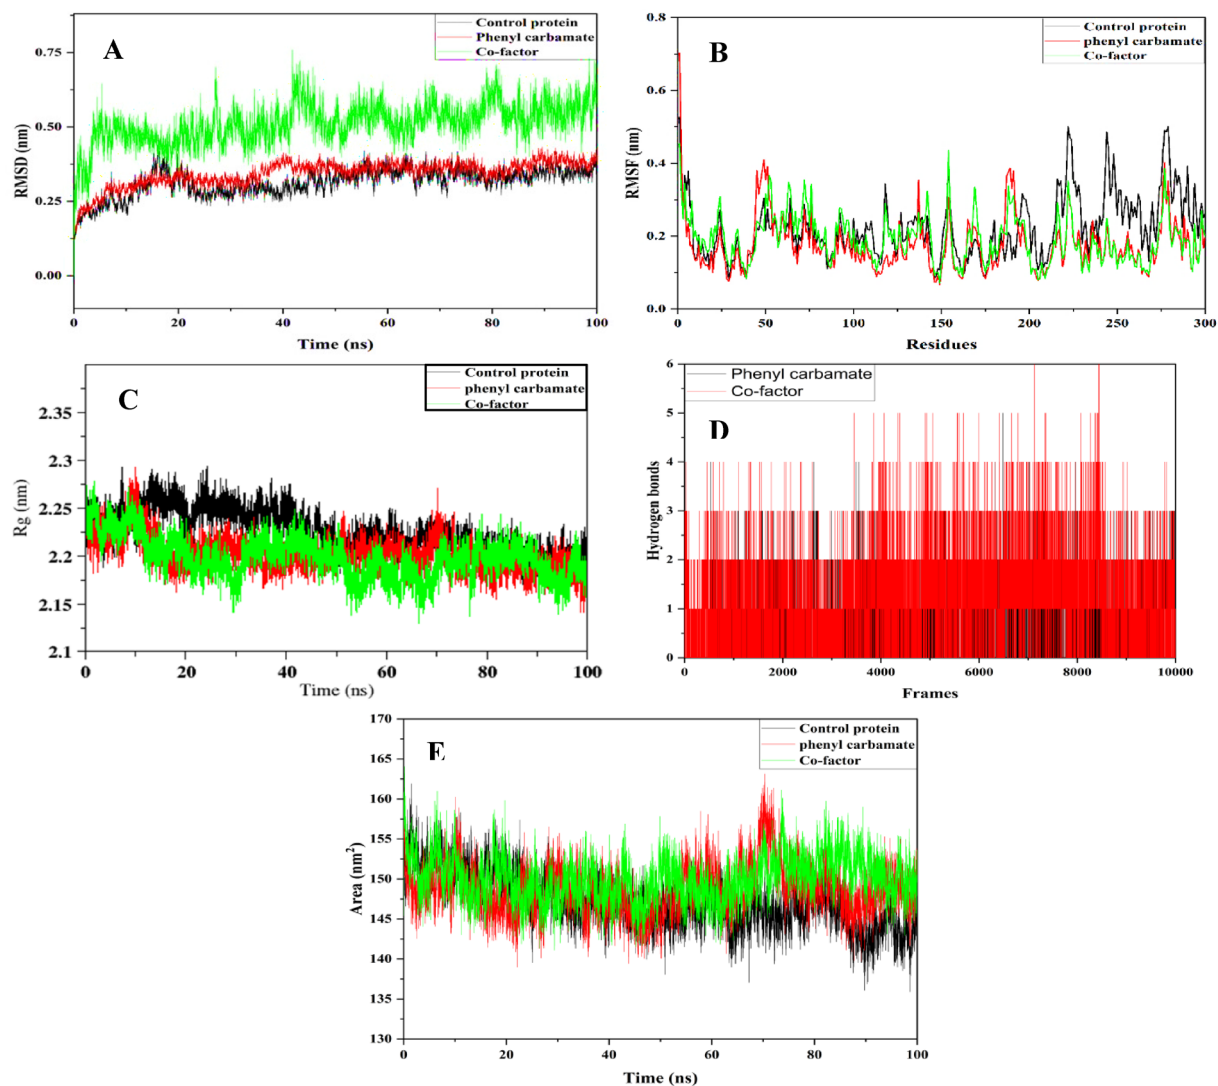 A
Control protein
Phenyl carbamate
Co-factor
RMSD (nm)
0.75
0.50
0.25
0.00
0 20 40 60 80 100
Time (ns)
B
Control protein
phenyl carbamate
Co-factor
RMSF (nm)
0.8
0.6
0.4
0.2
0.0
0 50 100 150 200 250 300
Residues
C
Control protein
phenyl carbamate
Co-factor
Rg (nm)
2.35
2.3
2.25
2.2
2.15
2.1
0 20 40 60 80 100
Time (ns)
D
Phenyl carbamate
Co-factor
Hydrogen bonds
6
5
4
3
2
1
0
0 2000 4000 6000 8000 10000
Frames
E
Control protein
phenyl carbamate
Co-factor
Area (nm²)
170
165
160
155
150
145
140
135
130
0 20 40 60 80 100
Time (ns)